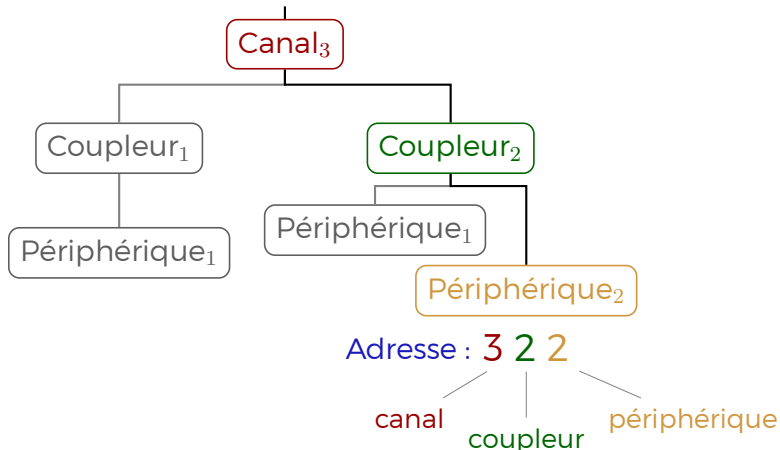 Canal₃
Coupleur₁
Coupleur₂
Périphérique₁
Périphérique₁
Périphérique₂
Adresse : 3 2 2
canal
coupleur
périphérique